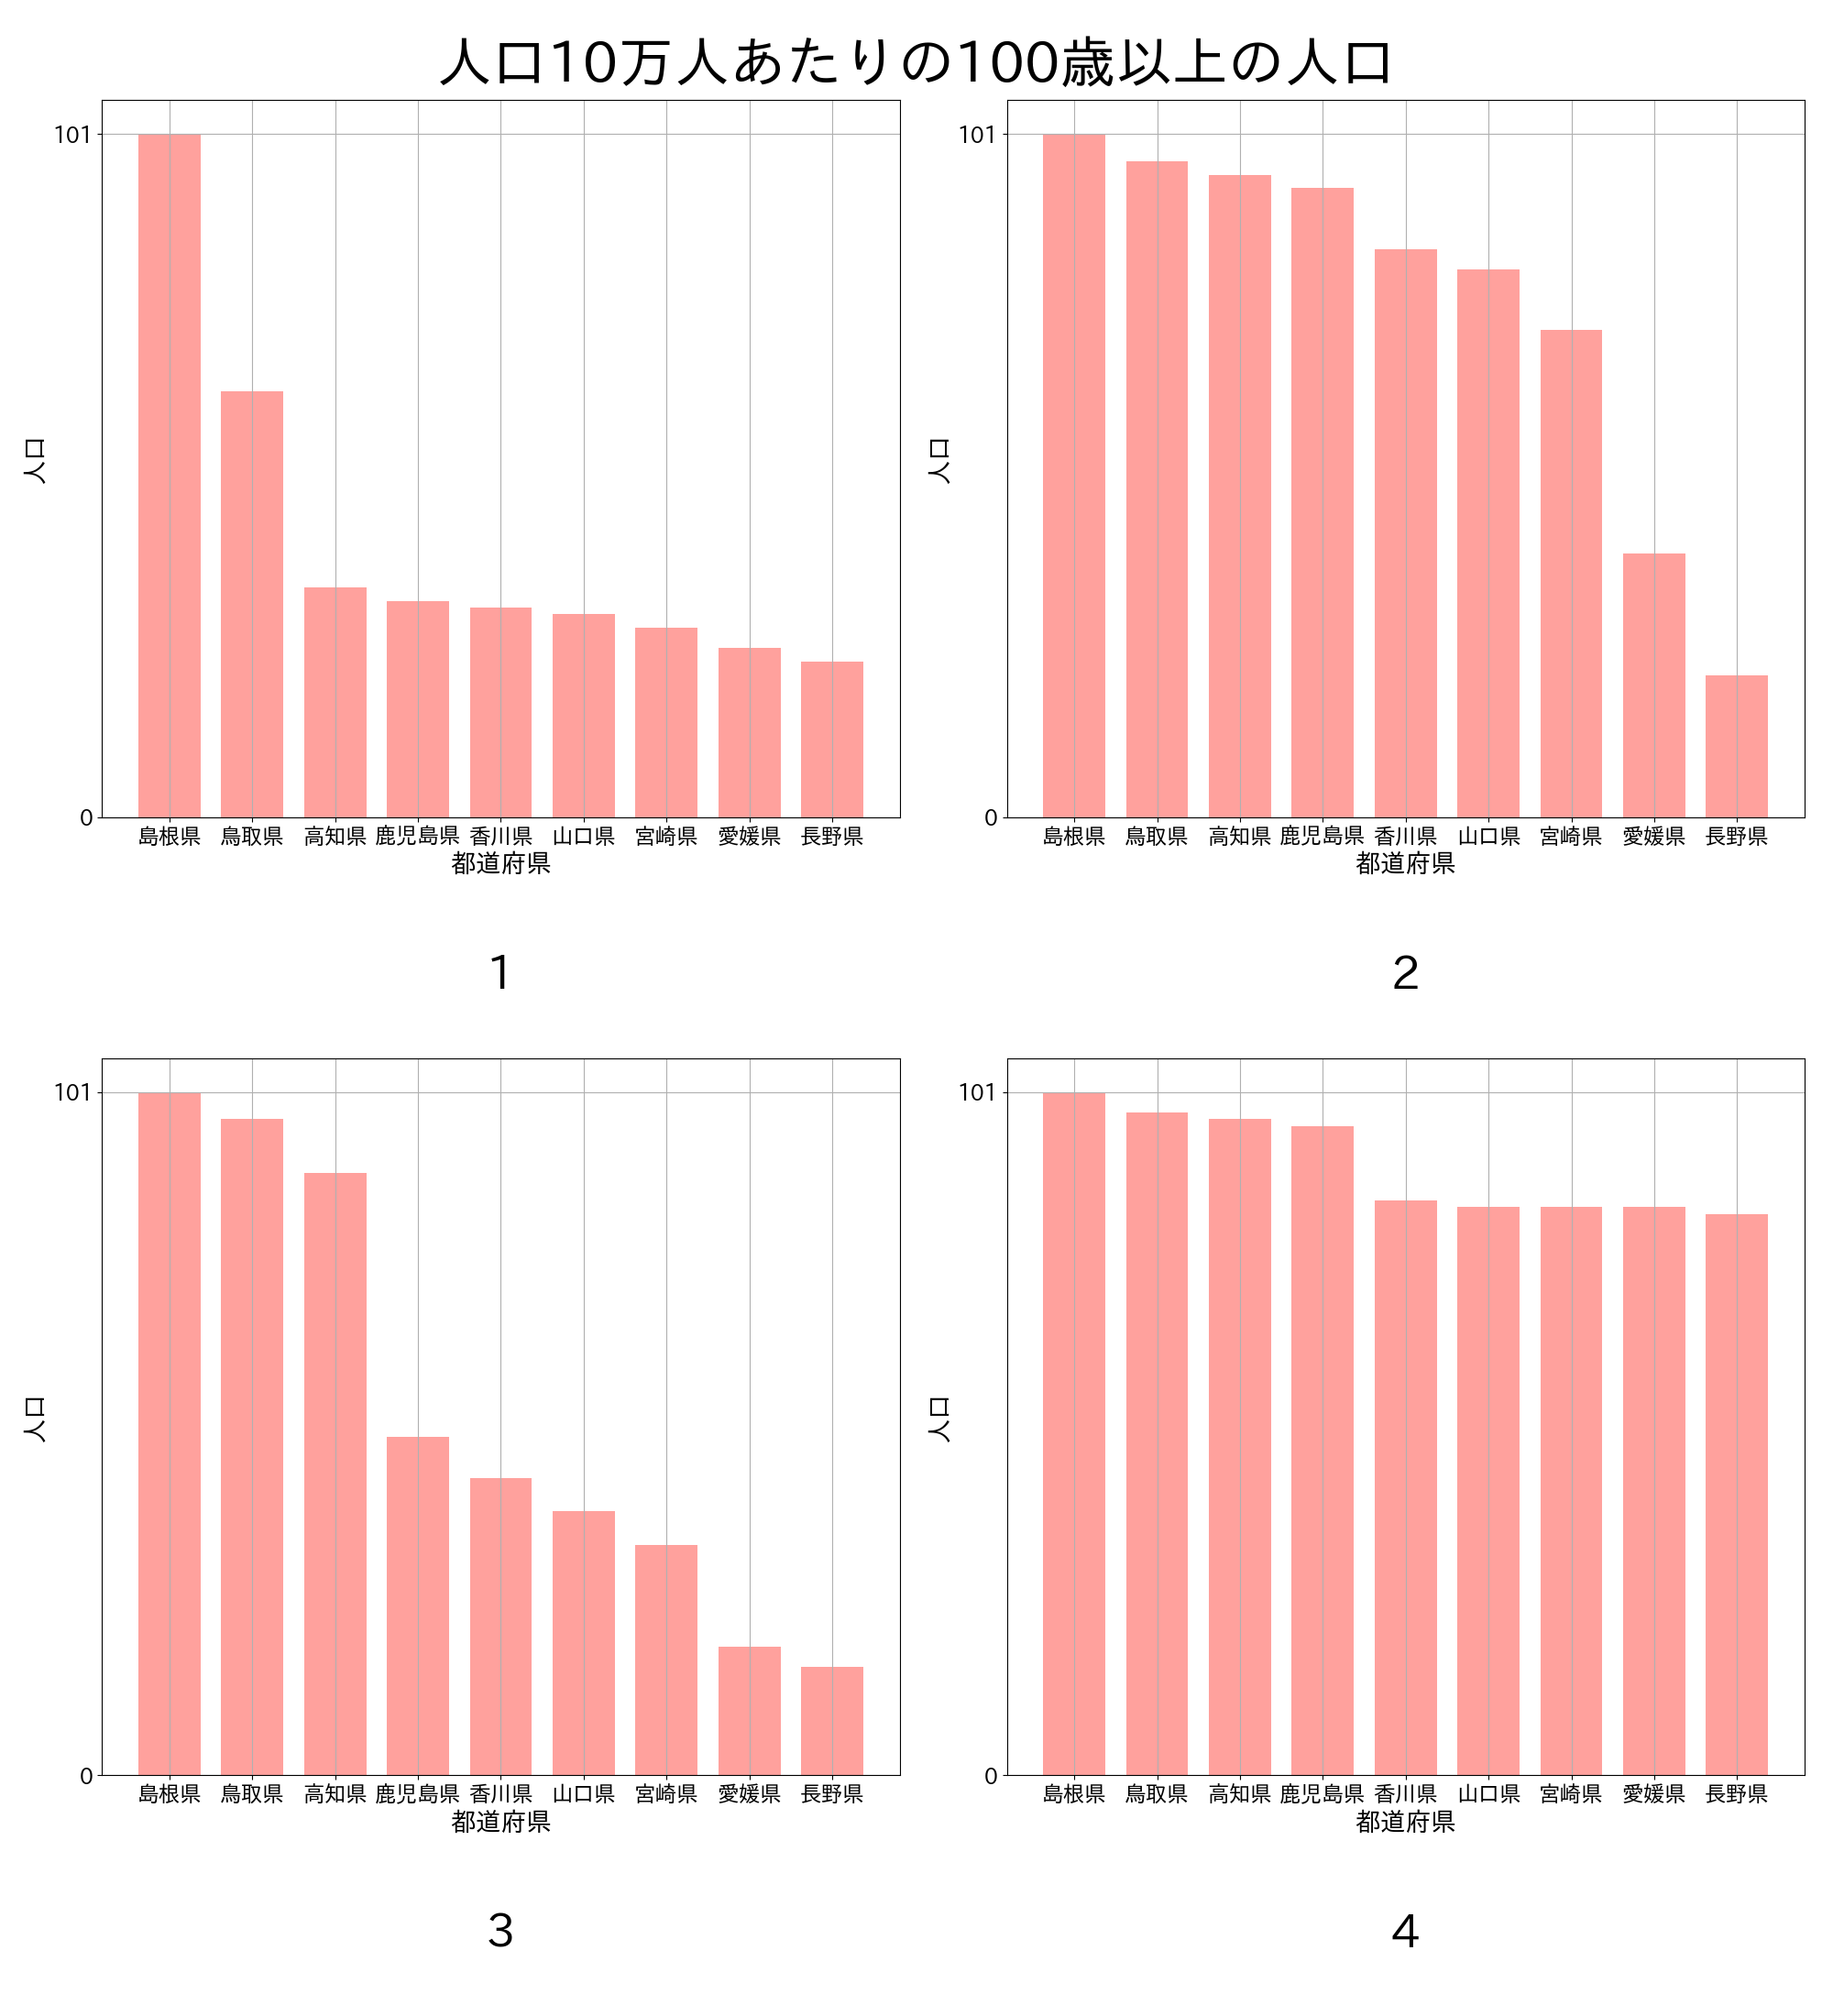 人口10万人あたりの100歳以上の人口
101
0
人口
島根県 鳥取県 高知県 鹿児島県 香川県 山口県 宮崎県 愛媛県 長野県
都道府県
1
101
0
人口
島根県 鳥取県 高知県 鹿児島県 香川県 山口県 宮崎県 愛媛県 長野県
都道府県
2
101
0
人口
島根県 鳥取県 高知県 鹿児島県 香川県 山口県 宮崎県 愛媛県 長野県
都道府県
3
101
0
人口
島根県 鳥取県 高知県 鹿児島県 香川県 山口県 宮崎県 愛媛県 長野県
都道府県
4